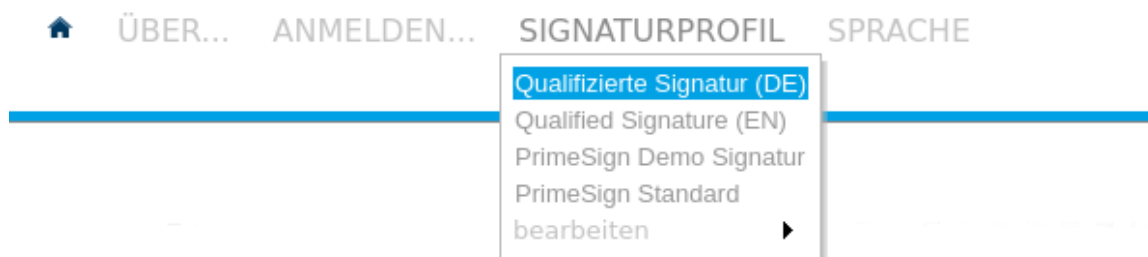 ÜBER... ANMELDEN... SIGNATURPROFIL SPRACHE
Qualifizierte Signatur (DE)
Qualified Signature (EN)
PrimeSign Demo Signatur
PrimeSign Standard
bearbeiten